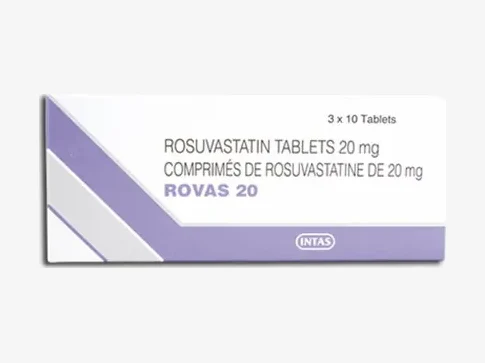 3 x 10 Tablets
ROSUVASTATIN TABLETS 20 mg
COMPRIMÉS DE ROSUVASTATINE DE 20 mg
ROVAS 20
INTAS